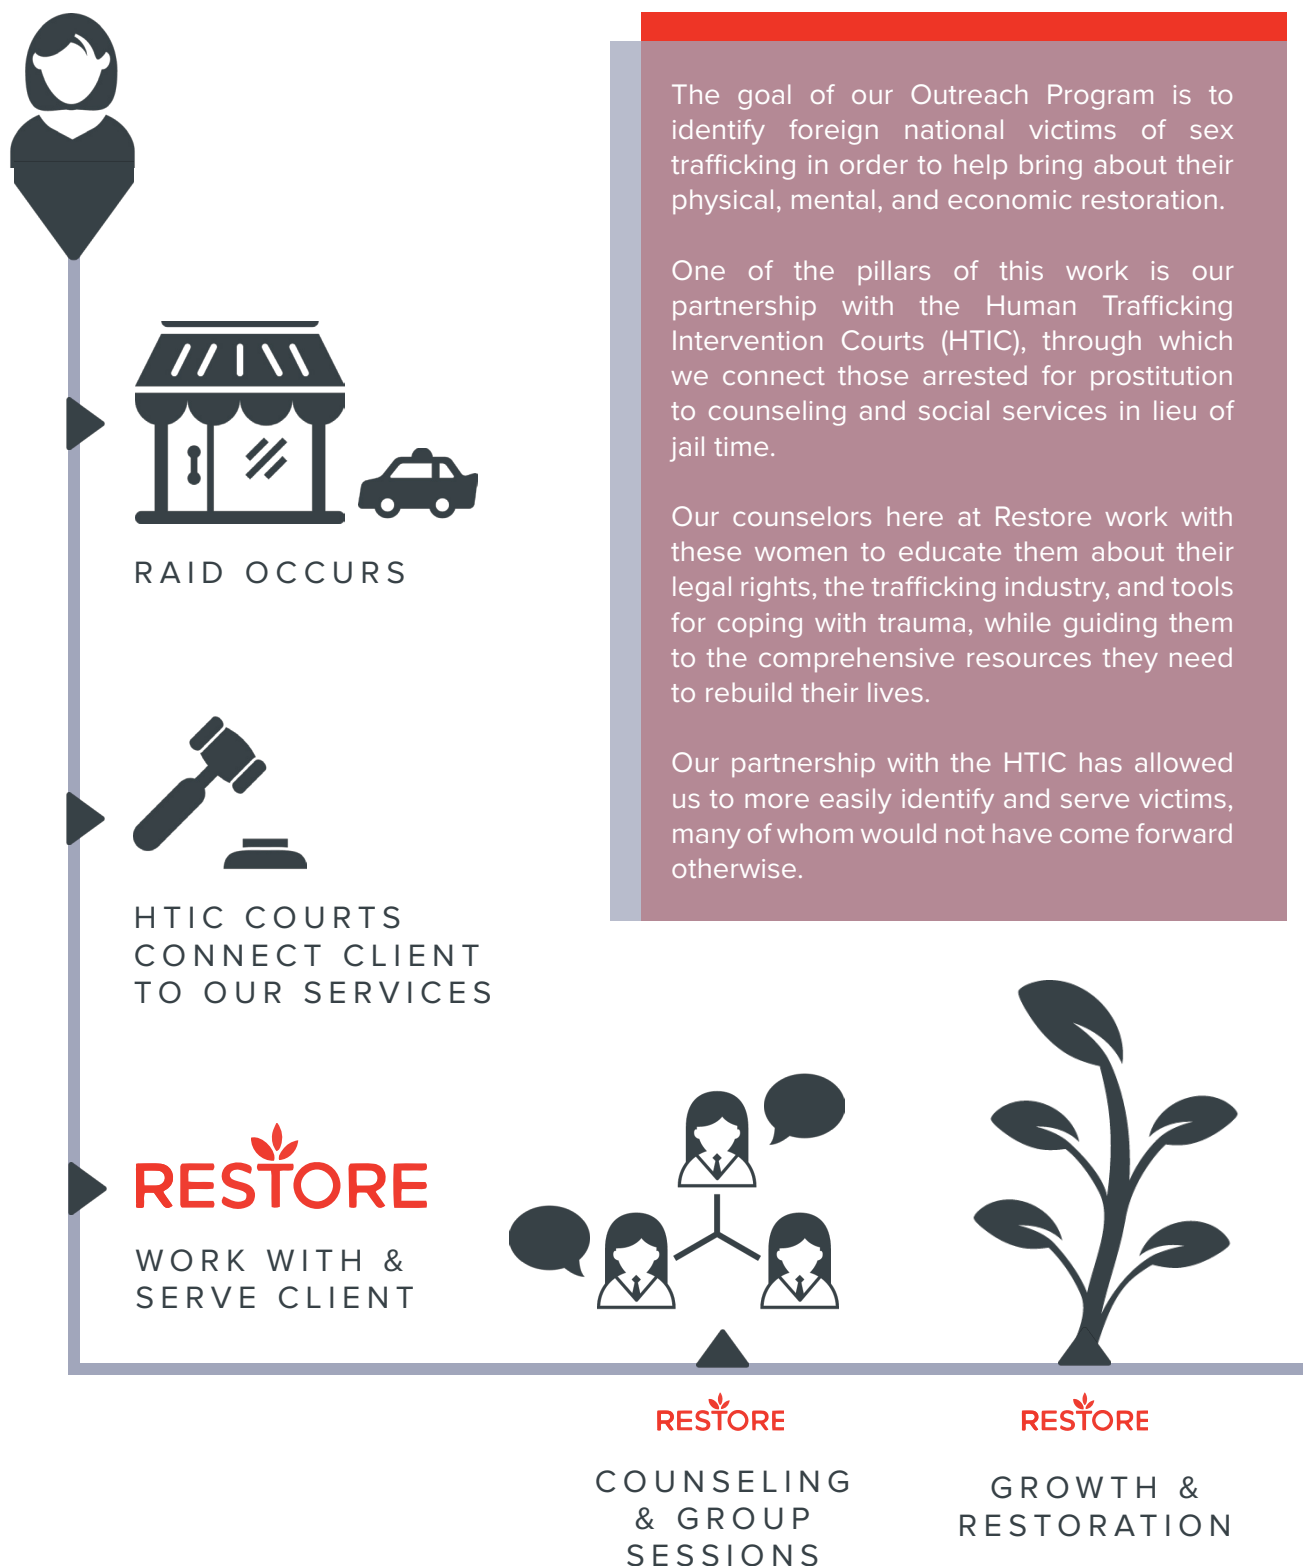 The goal of our Outreach Program is to
identify foreign national victims of sex
trafficking in order to help bring about their
physical, mental, and economic restoration.
One of the pillars of this work is our
partnership with the Human Trafficking
Intervention Courts (HTIC), through which
we connect those arrested for prostitution
to counseling and social services in lieu of
jail time.
Our counselors here at Restore work with
these women to educate them about their
legal rights, the trafficking industry, and tools
for coping with trauma, while guiding them
to the comprehensive resources they need
to rebuild their lives.
Our partnership with the HTIC has allowed
us to more easily identify and serve victims,
many of whom would not have come forward
otherwise.
RAID OCCURS
HTIC COURTS
CONNECT CLIENT
TO OUR SERVICES
RESTORE
WORK WITH &
SERVE CLIENT
RESTORE
COUNSELING
& GROUP
SESSIONS
RESTORE
GROWTH &
RESTORATION